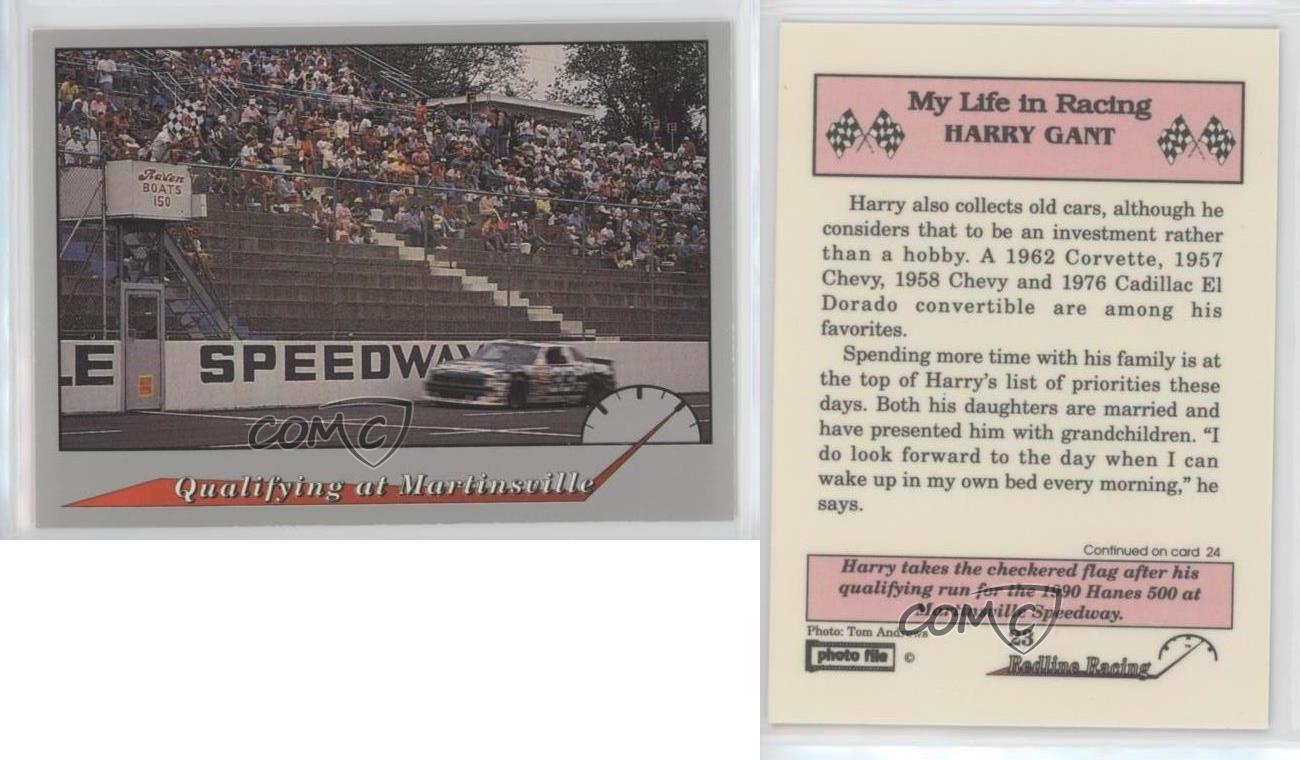 Raven
BOATS
150
LE SPEEDWAY
COMC
Qualifying at Martinsville
My Life in Racing
HARRY GANT
Harry also collects old cars, although he
considers that to be an investment rather
than a hobby. A 1962 Corvette, 1957
Chevy, 1958 Chevy and 1976 Cadillac El
Dorado convertible are among his
favorites.
Spending more time with his family is at
the top of Harry's list of priorities these
days. Both his daughters are married and
have presented him with grandchildren. "I
do look forward to the day when I can
wake up in my own bed every morning," he
says.
Continued on card 24
Harry takes the checkered flag after his
qualifying run for the 1990 Hanes 500 at
Martinsville Speedway.
COMC
Photo: Tom Andrews
23
photo file ©
Redline Racing